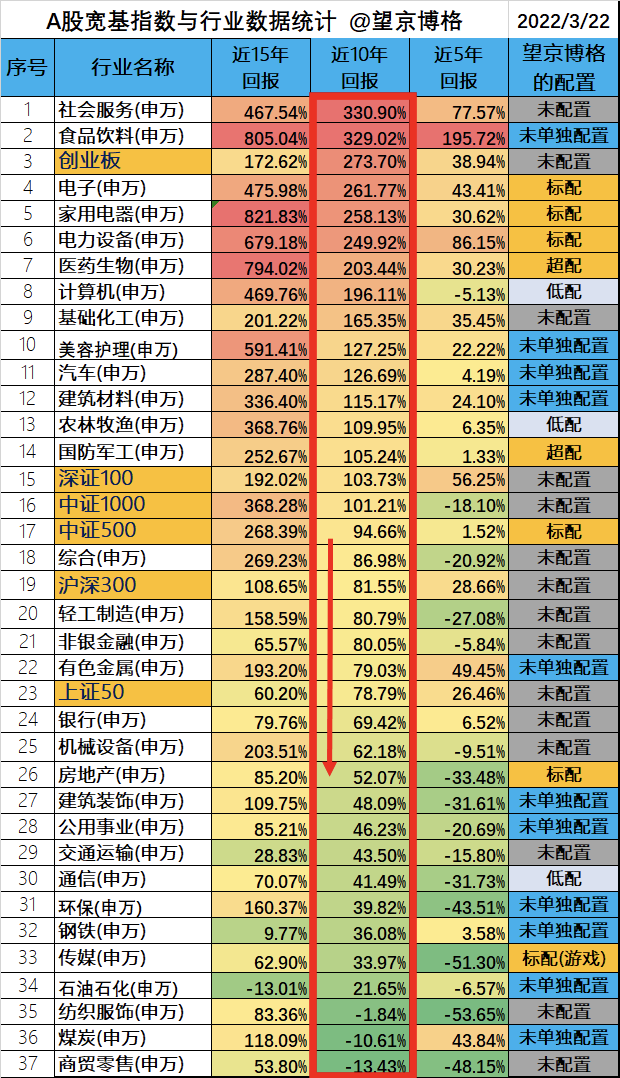 A股宽基指数与行业数据统计 @望京博格 2022/3/22
序号 行业名称 近15年回报 近10年回报 近5年回报 望京博格的配置
1 社会服务(申万) 467.54% 330.90% 77.57% 未配置
2 食品饮料(申万) 805.04% 329.02% 195.72% 未单独配置
3 创业板 172.62% 273.70% 38.94% 未配置
4 电子(申万) 475.98% 261.77% 43.41% 标配
5 家用电器(申万) 821.83% 258.13% 30.62% 标配
6 电力设备(申万) 679.18% 249.92% 86.15% 标配
7 医药生物(申万) 794.02% 203.44% 30.23% 超配
8 计算机(申万) 469.76% 196.11% -5.13% 低配
9 基础化工(申万) 201.22% 165.35% 35.45% 未配置
10 美容护理(申万) 591.41% 127.25% 22.22% 未单独配置
11 汽车(申万) 287.40% 126.69% 4.19% 未单独配置
12 建筑材料(申万) 336.40% 115.17% 24.10% 未单独配置
13 农林牧渔(申万) 368.76% 109.95% 6.35% 低配
14 国防军工(申万) 252.67% 105.24% 1.33% 超配
15 深证100 192.02% 103.73% 56.25% 未配置
16 中证1000 368.28% 101.21% -18.10% 未配置
17 中证500 268.39% 94.66% 1.52% 标配
18 综合(申万) 269.23% 86.98% -20.92% 未配置
19 沪深300 108.65% 81.55% 28.66% 未配置
20 轻工制造(申万) 158.59% 80.79% -27.08% 未配置
21 非银金融(申万) 65.57% 80.05% -5.84% 未配置
22 有色金属(申万) 193.20% 79.03% 49.45% 未单独配置
23 上证50 60.20% 78.79% 26.46% 未配置
24 银行(申万) 79.76% 69.42% 6.52% 未配置
25 机械设备(申万) 203.51% 62.18% -9.51% 未配置
26 房地产(申万) 85.20% 52.07% -33.48% 标配
27 建筑装饰(申万) 109.75% 48.09% -31.61% 未单独配置
28 公用事业(申万) 85.21% 46.23% -20.69% 未单独配置
29 交通运输(申万) 28.83% 43.50% -15.80% 未配置
30 通信(申万) 70.07% 41.49% -31.73% 低配
31 环保(申万) 160.37% 39.82% -43.51% 未单独配置
32 钢铁(申万) 9.77% 36.08% 3.58% 未单独配置
33 传媒(申万) 62.90% 33.97% -51.30% 标配(游戏)
34 石油石化(申万) -13.01% 21.65% -6.57% 未单独配置
35 纺织服饰(申万) 83.36% -1.84% -53.65% 未配置
36 煤炭(申万) 118.09% -10.61% 43.84% 未单独配置
37 商贸零售(申万) 53.80% -13.43% -48.15% 未配置